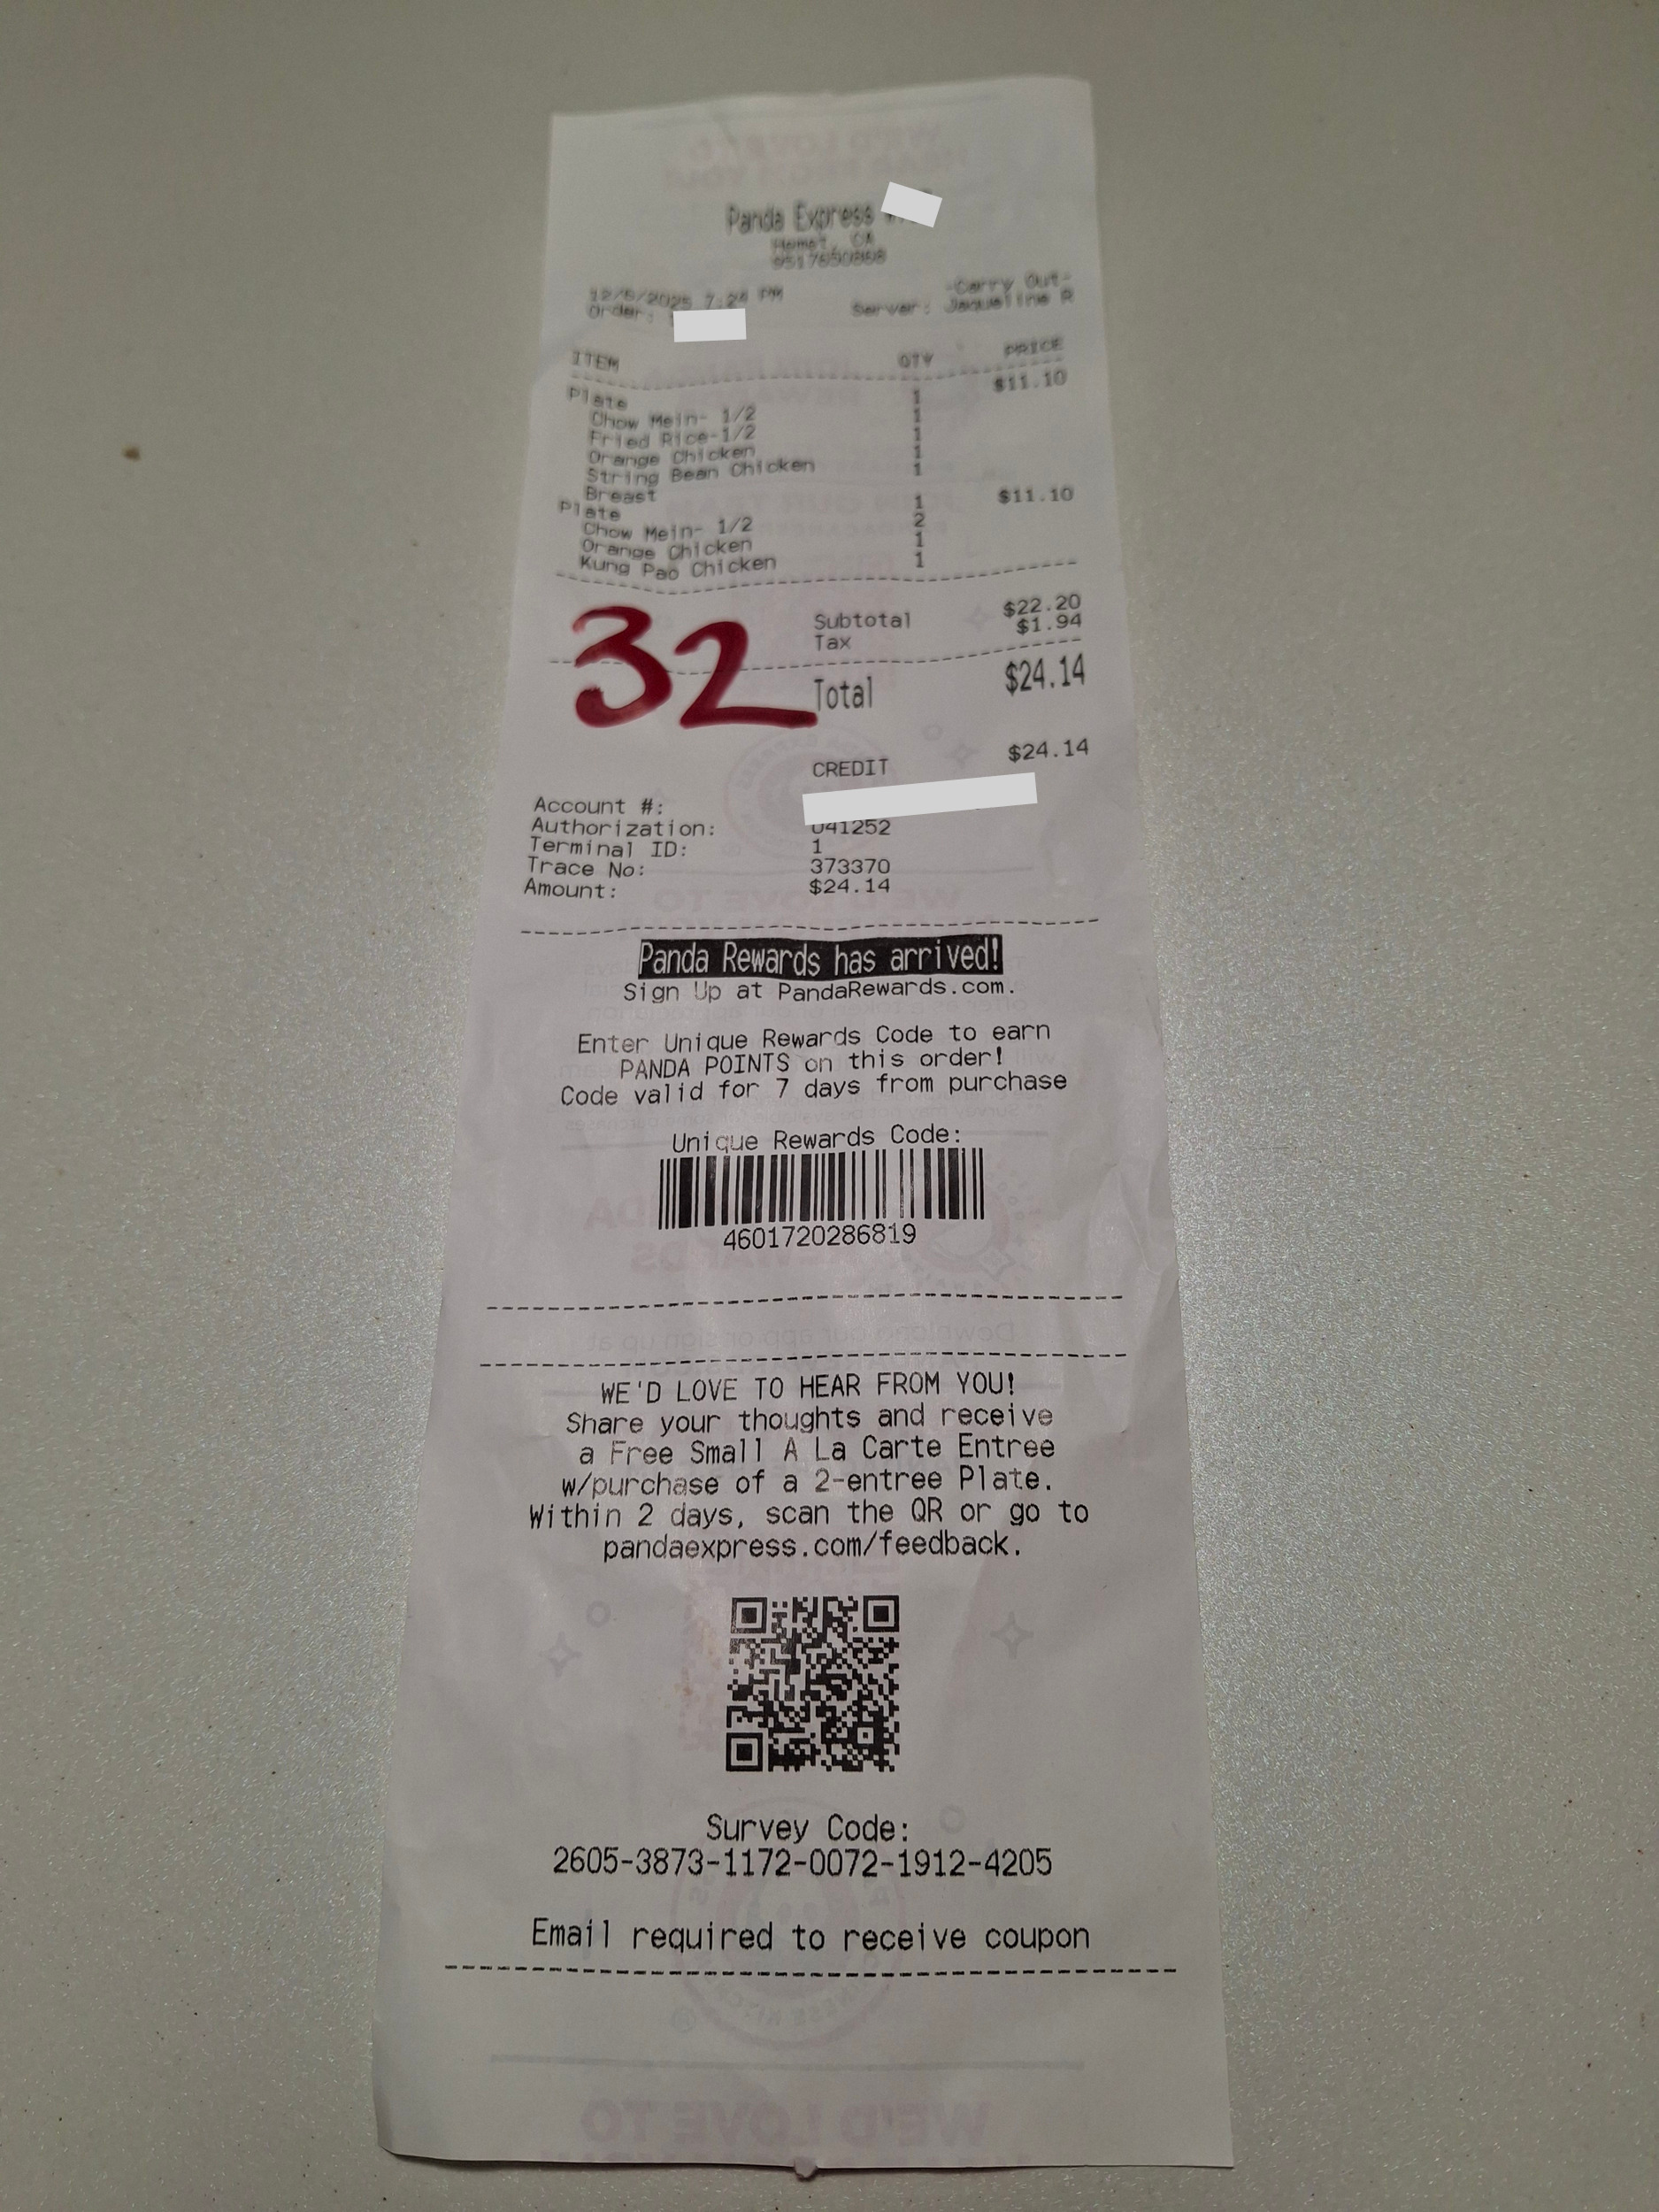 Panda Express
Hemet, CA
9517650868
-Carry Out-
12/6/2025 7:24 PM
Order: Server: Jaqueline R
ITEM QTY PRICE
Plate 1 $11.10
Chow Mein- 1/2 1
Fried Rice-1/2 1
Orange Chicken 1
String Bean Chicken 1
Breast
Plate 1 $11.10
Chow Mein- 1/2 2
Orange Chicken 1
Kung Pao Chicken 1
32
Subtotal $22.20
Tax $1.94
Total $24.14
CREDIT $24.14
Account #:
Authorization: 041252
Terminal ID: 1
Trace No: 373370
Amount: $24.14
Panda Rewards has arrived!
Sign Up at PandaRewards.com.
Enter Unique Rewards Code to earn
PANDA POINTS on this order!
Code valid for 7 days from purchase
Unique Rewards Code:
4601720286819
WE'D LOVE TO HEAR FROM YOU!
Share your thoughts and receive
a Free Small A La Carte Entree
w/purchase of a 2-entree Plate.
Within 2 days, scan the QR or go to
pandaexpress.com/feedback.
Survey Code:
2605-3873-1172-0072-1912-4205
Email required to receive coupon